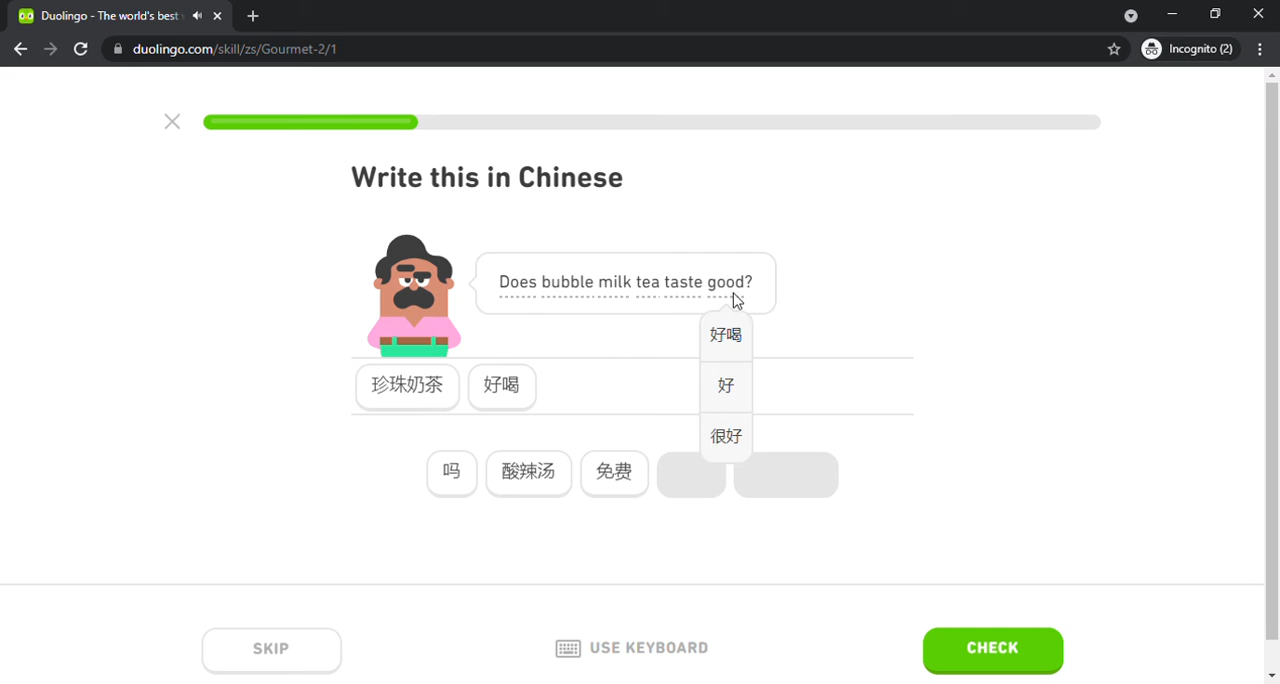 Duolingo - The world's best
duolingo.com/skill/zs/Gourmet-2/1
Incognito (2)
Write this in Chinese
Does bubble milk tea taste good?
好喝
好
很好
珍珠奶茶 好喝
吗 酸辣汤 免费
SKIP
USE KEYBOARD
CHECK